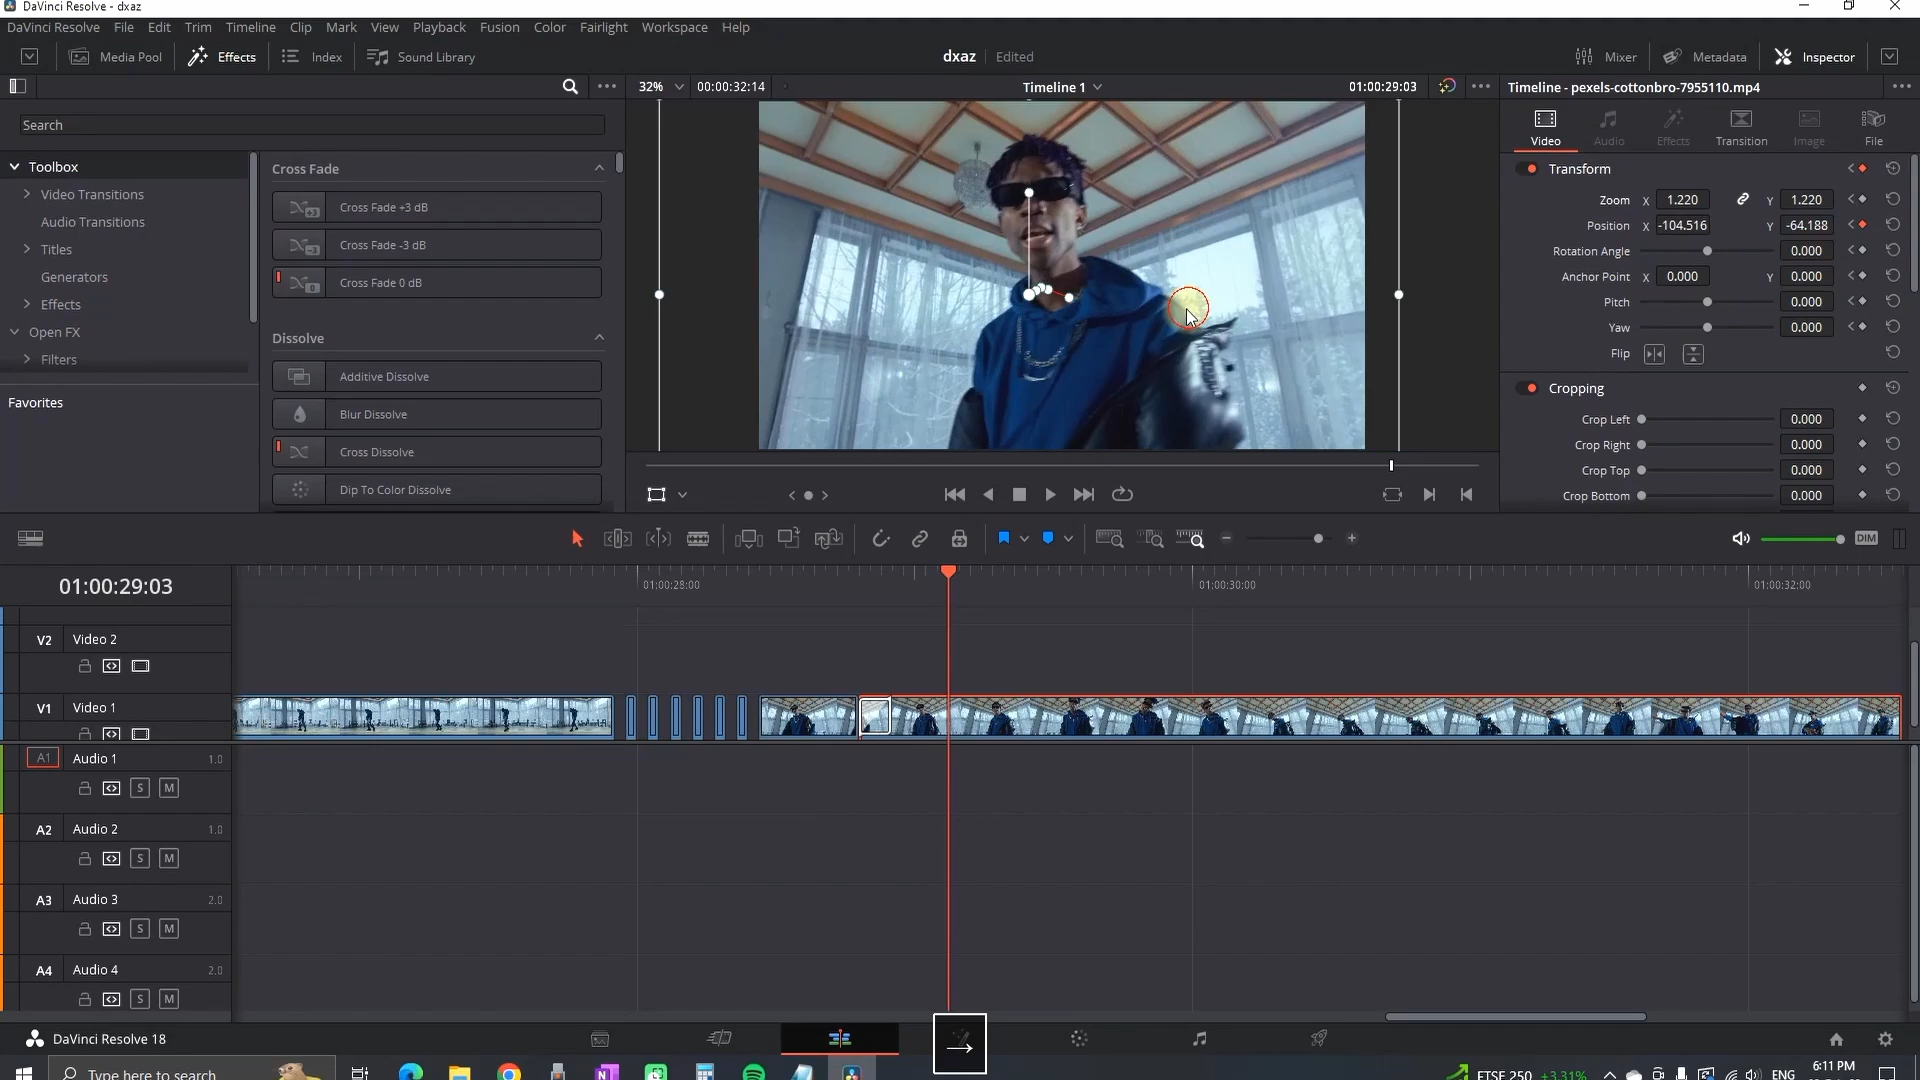 DaVinci Resolve - dxaz
DaVinci Resolve File Edit Trim Timeline Clip Mark View Playback Fusion Color Fairlight Workspace Help
Media Pool Effects Index Sound Library dxaz Edited Mixer Metadata Inspector
32% 00:00:32:14 Timeline 1 01:00:29:03 Timeline - pexels-cottonbro-7955110.mp4
Search
Video Audio Effects Transition Image File
Toolbox
Video Transitions
Audio Transitions
Titles
Generators
Effects
Open FX
Filters
Favorites
Cross Fade
Cross Fade +3 dB
Cross Fade -3 dB
Cross Fade 0 dB
Dissolve
Additive Dissolve
Blur Dissolve
Cross Dissolve
Dip To Color Dissolve
Transform
Zoom X 1.220 Y 1.220
Position X -104.516 Y -64.188
Rotation Angle 0.000
Anchor Point X 0.000 Y 0.000
Pitch 0.000
Yaw 0.000
Flip
Cropping
Crop Left 0.000
Crop Right 0.000
Crop Top 0.000
Crop Bottom 0.000
DIM
01:00:29:03 01:00:28:00 01:00:30:00 01:00:32:00
V2 Video 2
V1 Video 1
A1 Audio 1 1.0
S M
A2 Audio 2 1.0
S M
A3 Audio 3 2.0
S M
A4 Audio 4 2.0
S M
DaVinci Resolve 18
Type here to search FTSE 250 +3.31% ENG 6:11 PM